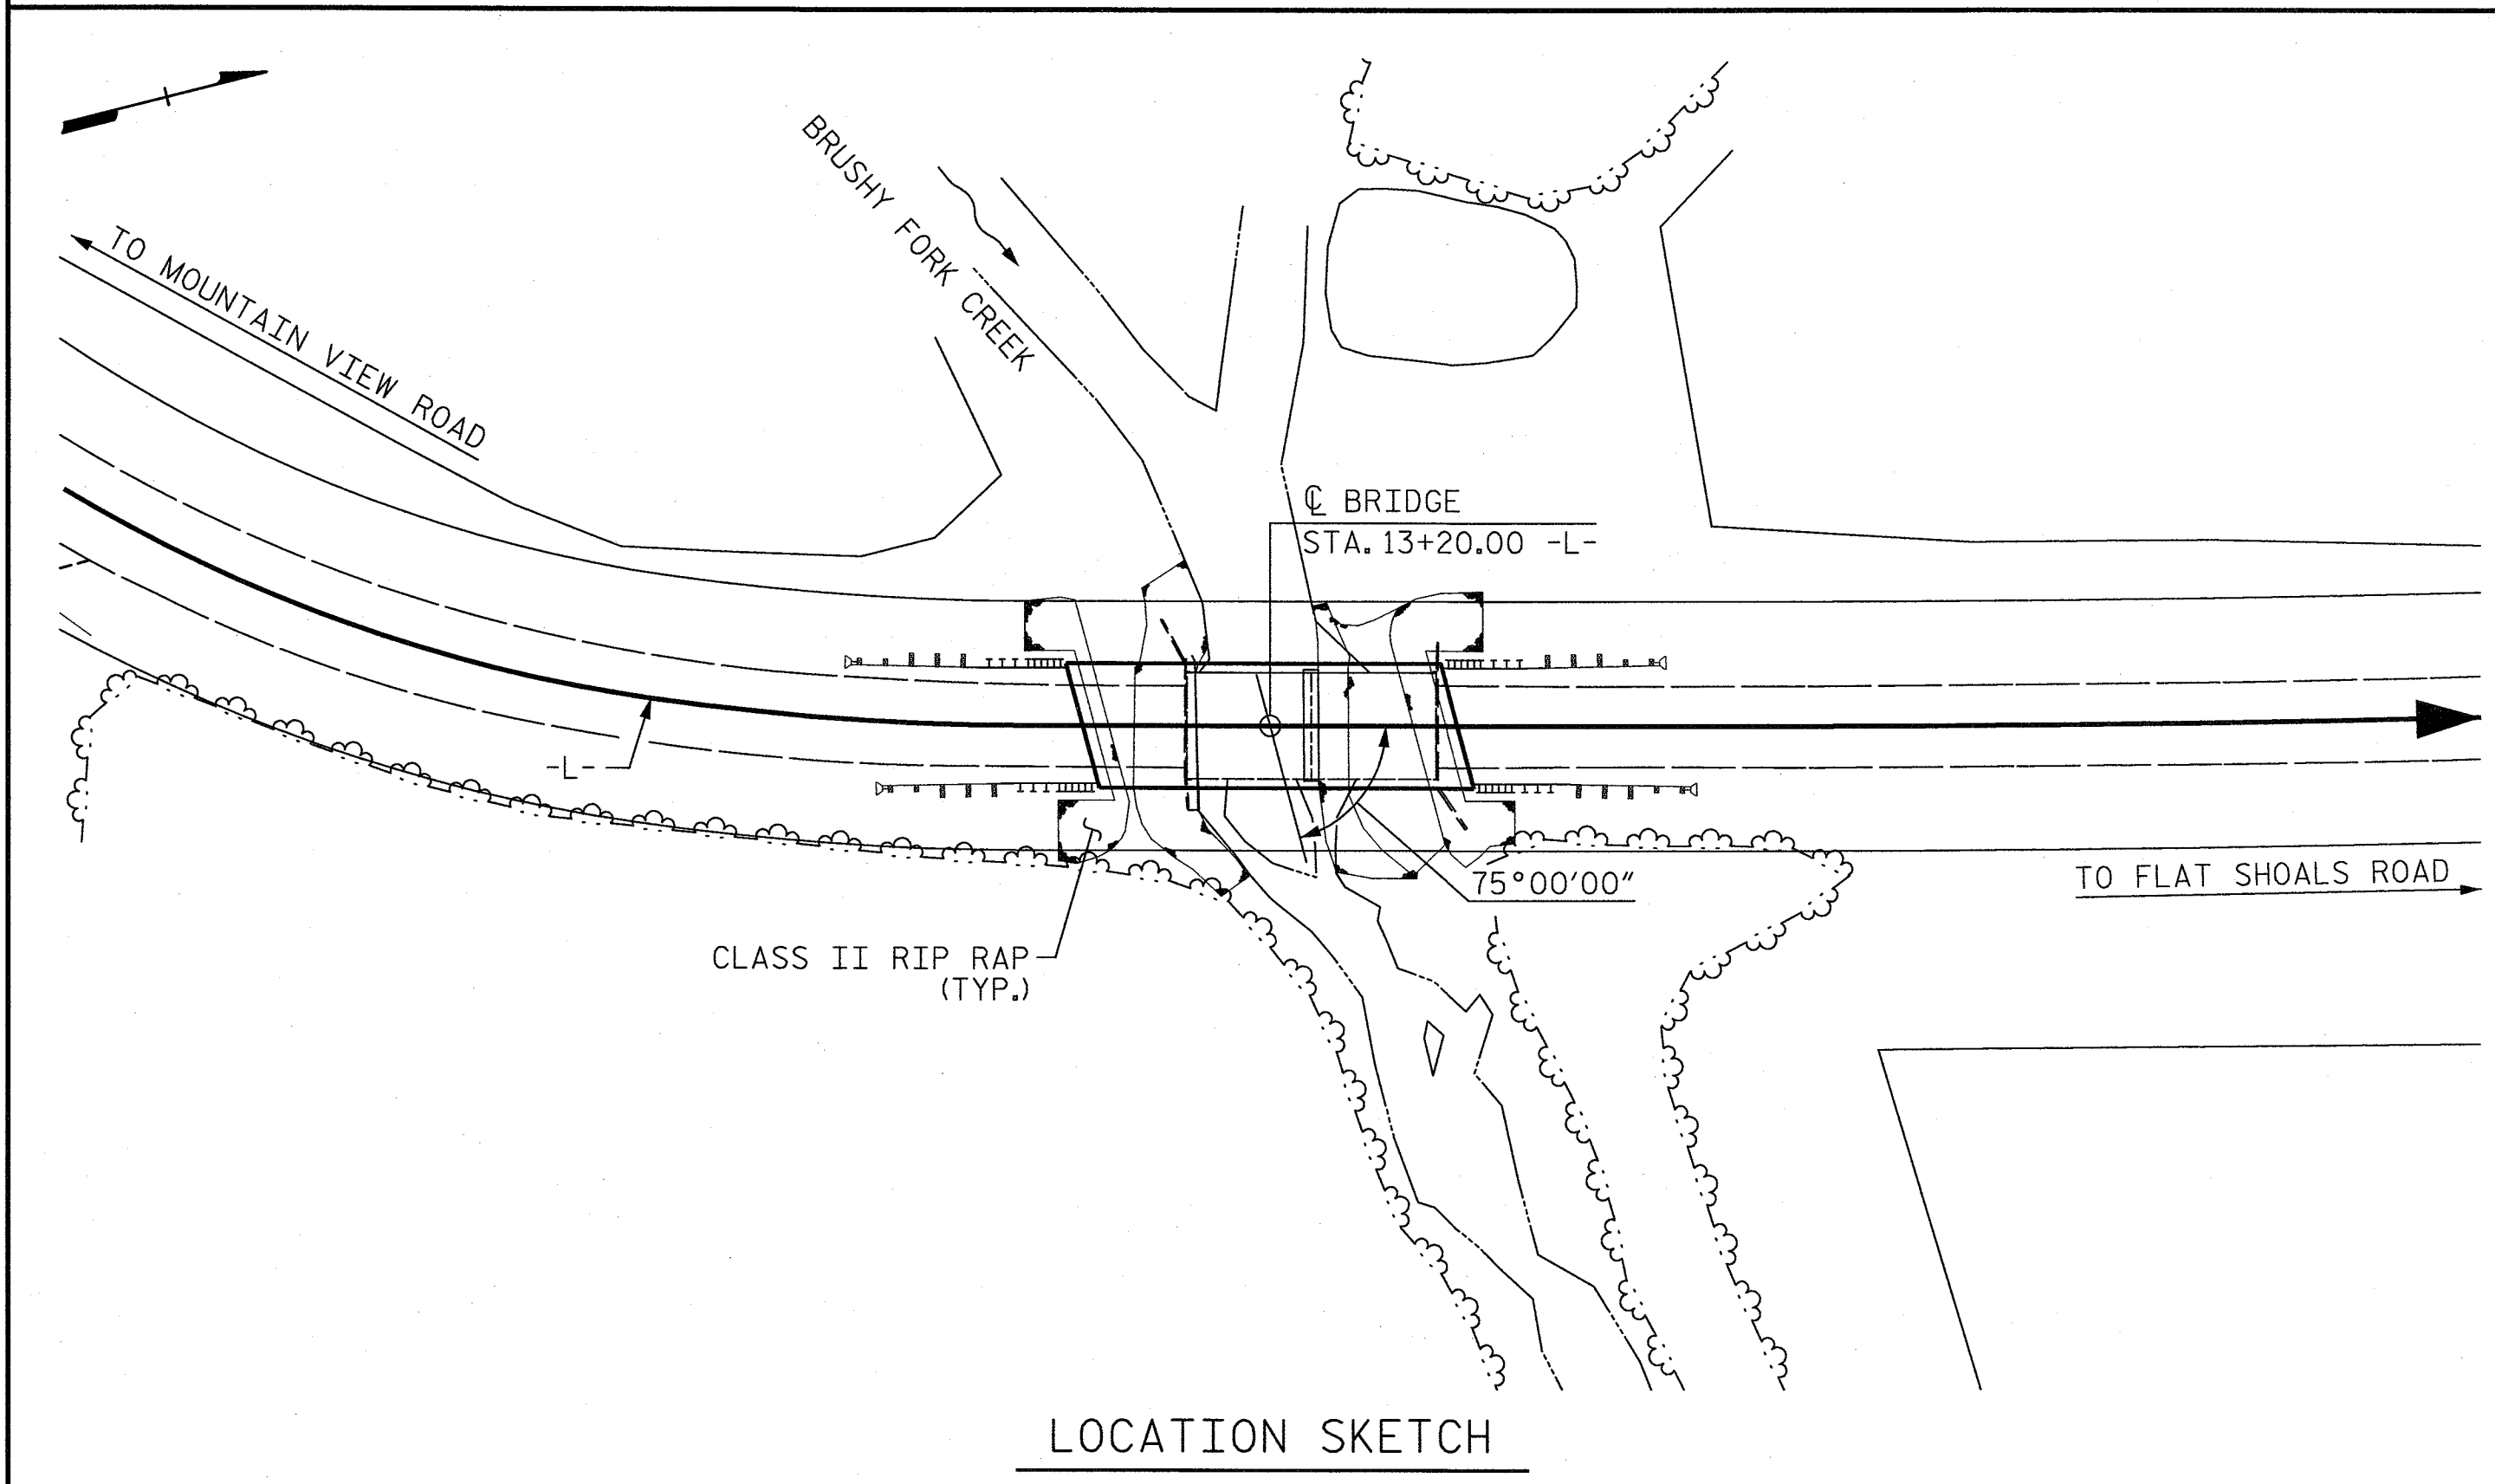 BRUSHY FORK CREEK
TO MOUNTAIN VIEW ROAD
℄ BRIDGE
STA. 13+20.00 -L-
-L-
75°00'00"
TO FLAT SHOALS ROAD
CLASS II RIP RAP
(TYP.)
LOCATION SKETCH